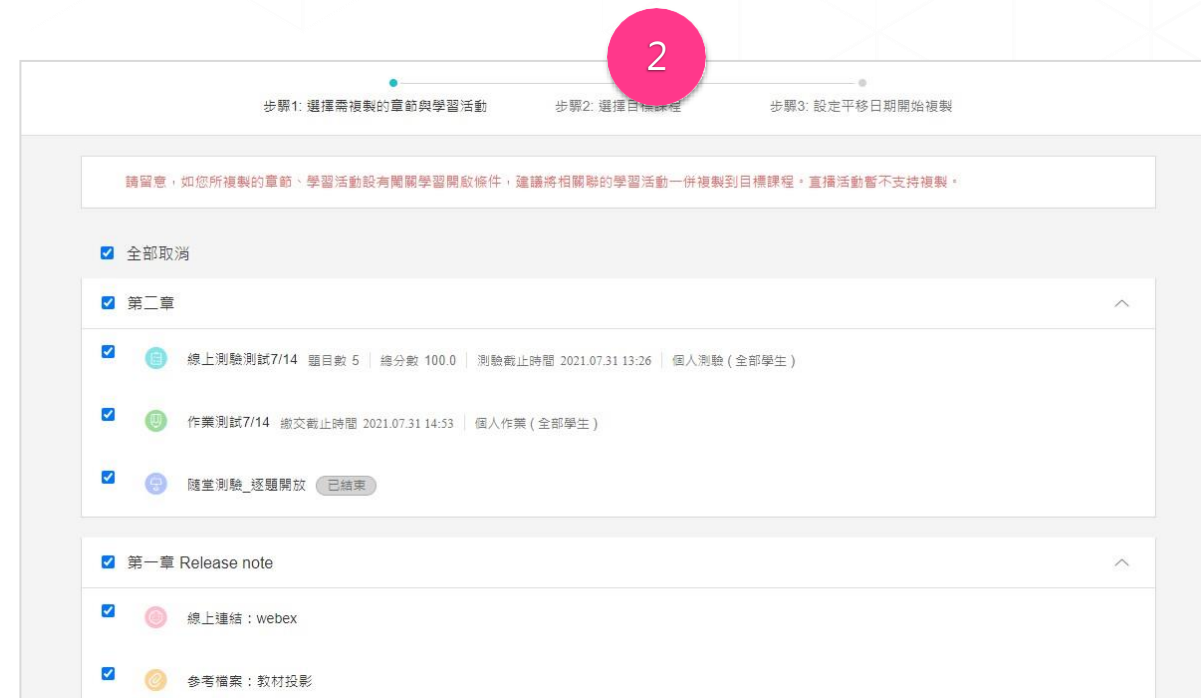 2
步驟1: 選擇需複製的章節與學習活動 步驟2: 選擇目標課程 步驟3: 設定平移日期開始複製
請留意，如您所複製的章節、學習活動設有闖關學習開啟條件，建議將相關聯的學習活動一併複製到目標課程。直播活動暫不支持複製。
全部取消
第二章
線上測驗測試7/14 題目數 5 總分數 100.0 測驗截止時間 2021.07.31 13:26 個人測驗 ( 全部學生 )
作業測試7/14 繳交截止時間 2021.07.31 14:53 個人作業 ( 全部學生 )
隨堂測驗_逐題開放 已結束
第一章 Release note
線上連結：webex
參考檔案：教材投影